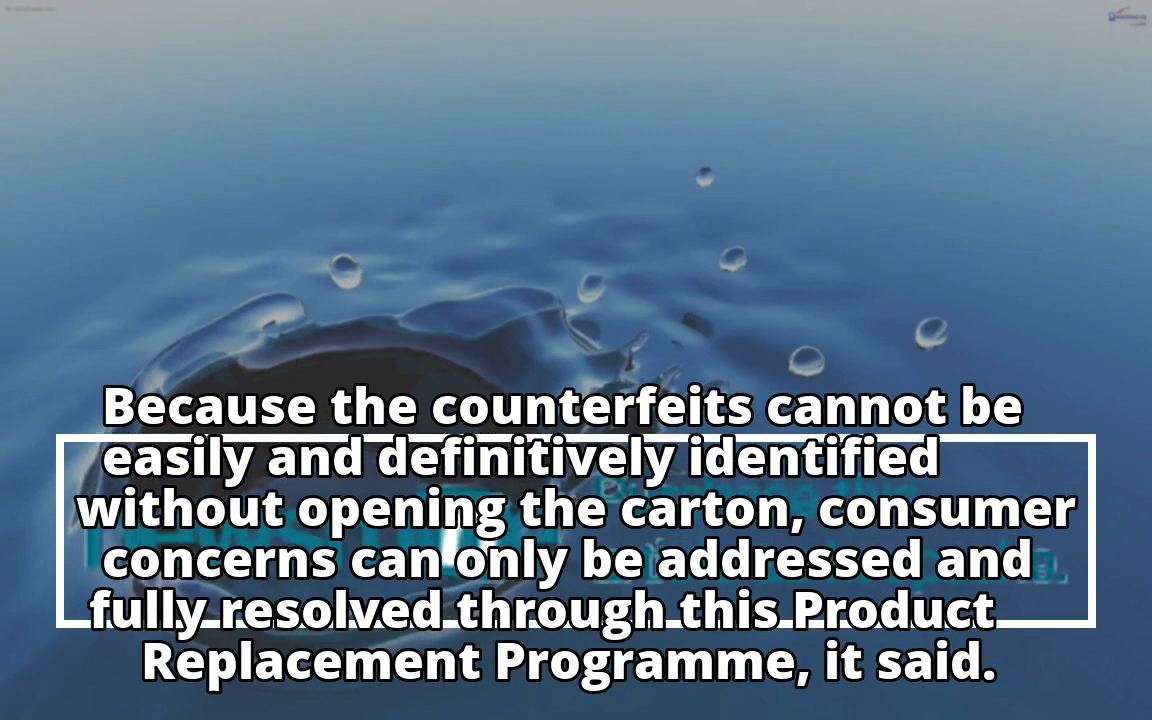 Because the counterfeits cannot be
easily and definitively identified
without opening the carton, consumer
concerns can only be addressed and
fully resolved through this Product
Replacement Programme, it said.